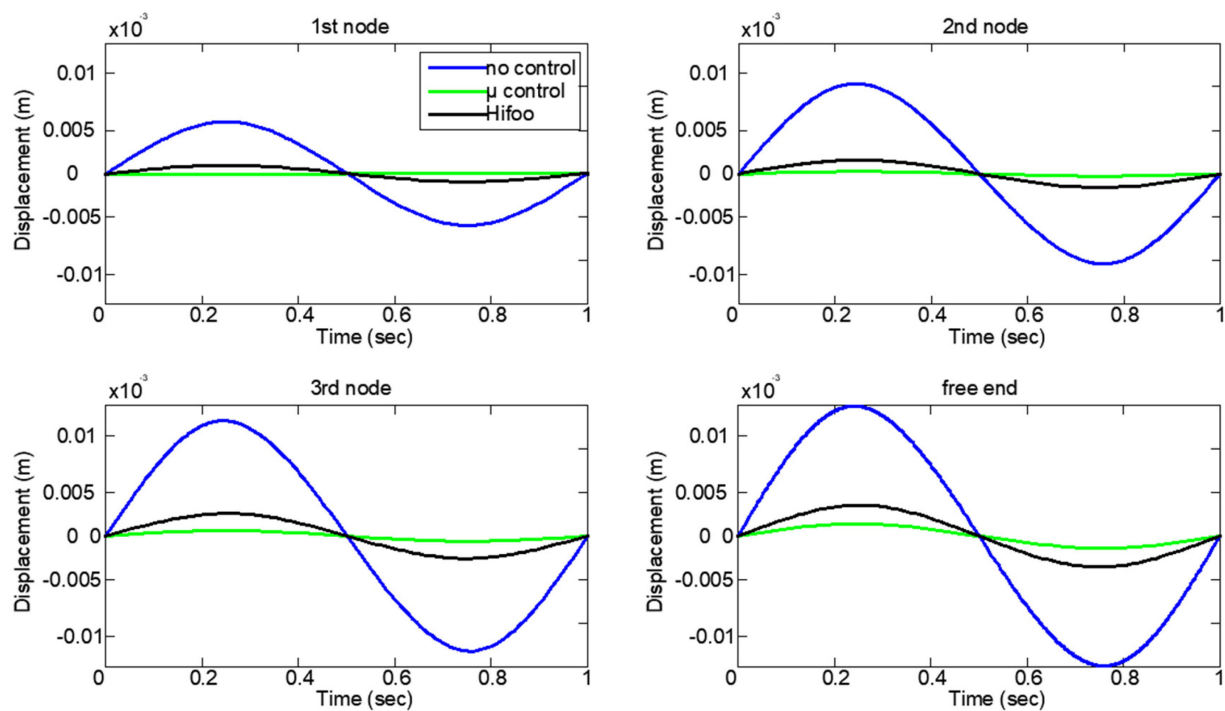 x10-3
1st node
no control
μ control
Hifoo
0.01
0.005
0
-0.005
-0.01
Displacement (m)
0
0.2
0.4
0.6
0.8
1
Time (sec)
x10-3
2nd node
0.01
0.005
0 0
-0.005
-0.01
Displacement (m)
0
0.2
0.4
0.6
0.8
1
Time (sec)
x10-3
3rd node
0.01
0.005
0
-0.005
-0.01
Displacement (m)
0
0.2
0.4
0.6
0.8
1
Time (sec)
x10-3
free end
0.01
0.005
0 0
-0.005
-0.01
Displacement (m)
0
0.2
0.4
0.6
0.8
1
Time (sec)